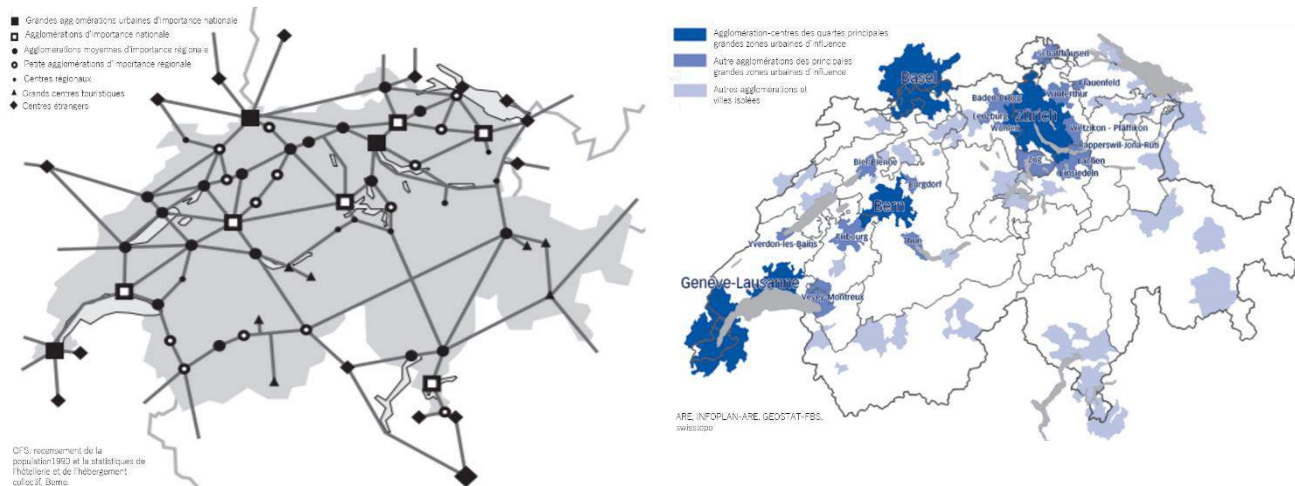 Grandes agglomérations urbaines d'importance nationale
Agglomérations d'importance nationale
Agglomérations moyennes d'importance régionale
Petite agglomérations d'importance régionale
Centres régionaux
Grands centres touristiques
Centres étrangers
OFS: recensement de la
population1990 et la statistiques de
l'hôtellerie et de l'hébergement
collectif, Berne.
Agglomération-centres des quartes principales
grandes zones urbaines d'influence
Autre agglomérations des principales
grandes zones urbaines d'influence
Autres agglomérations et
villes isolées
Schaffhausen
Basel
Frauenfeld
Baden-Brugg
Winterthur
Lenzburg
Zürich
Wohlen
Wetzikon - Pfäffikon
Rapperswil-Jona-Rüti
Biel-Bienne
Zug
Lachen
Einsiedeln
Burgdorf
Bern
Fribourg
Yverdon-les-Bains
Thun
Genève-Lausanne
Vevey-Montreux
ARE, INFOPLAN-ARE, GEOSTAT-FBS,
swisstopo